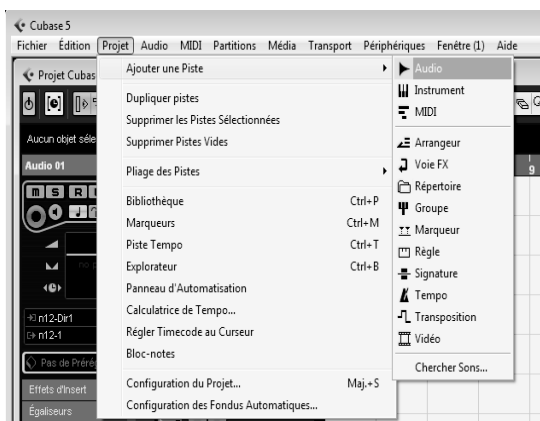 Cubase 5
Fichier Édition Projet Audio MIDI Partitions Média Transport Périphériques Fenêtre (1) Aide
Projet Cubas
Aucun objet séle
Audio 01
m S R
n12-Dir1
n12-1
Pas de Préré
Effets d'Insert
Égaliseurs
Ajouter une Piste
Dupliquer pistes
Supprimer les Pistes Sélectionnées
Supprimer Pistes Vides
Pliage des Pistes
Bibliothèque Ctrl+P
Marqueurs Ctrl+M
Piste Tempo Ctrl+T
Explorateur Ctrl+B
Panneau d'Automatisation
Calculatrice de Tempo...
Régler Timecode au Curseur
Bloc-notes
Configuration du Projet... Maj.+S
Configuration des Fondus Automatiques...
Audio
Instrument
MIDI
Arrangeur
Voie FX
Répertoire
Groupe
Marqueur
Règle
Signature
Tempo
Transposition
Vidéo
Chercher Sons...
9